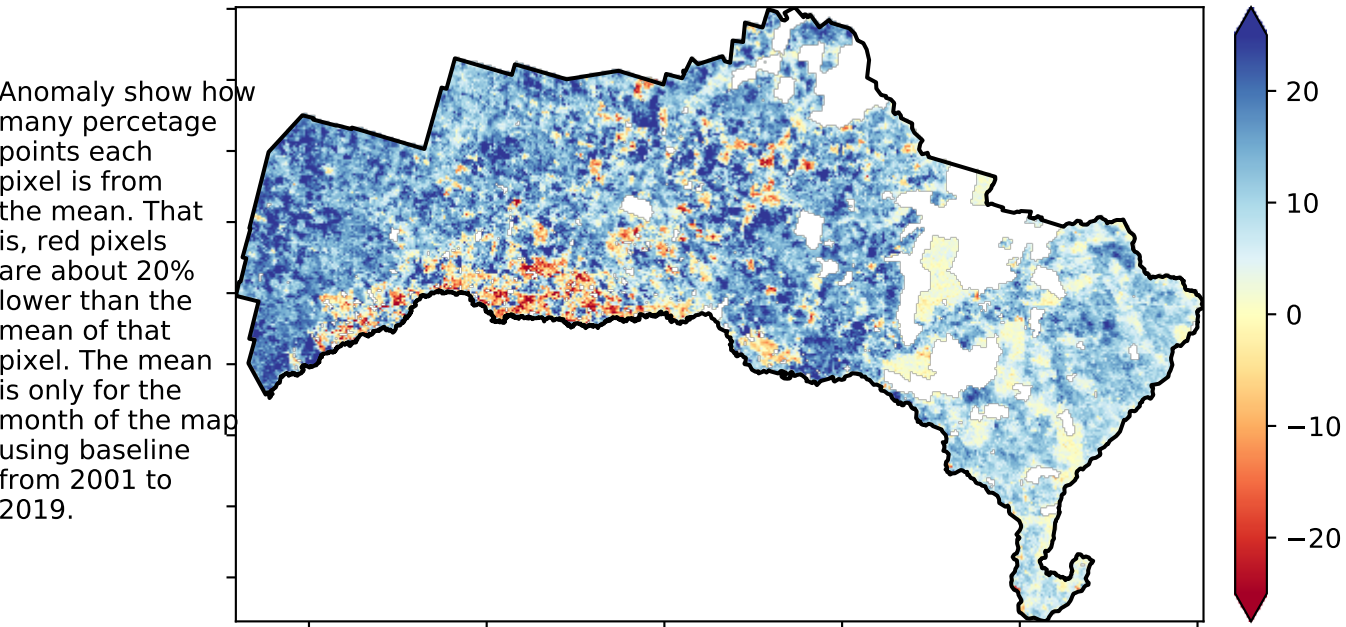 Anomaly show how
many percetage
points each
pixel is from
the mean. That
is, red pixels
are about 20%
lower than the
mean of that
pixel. The mean
is only for the
month of the map
using baseline
from 2001 to
2019.
20
10
0
−10
−20